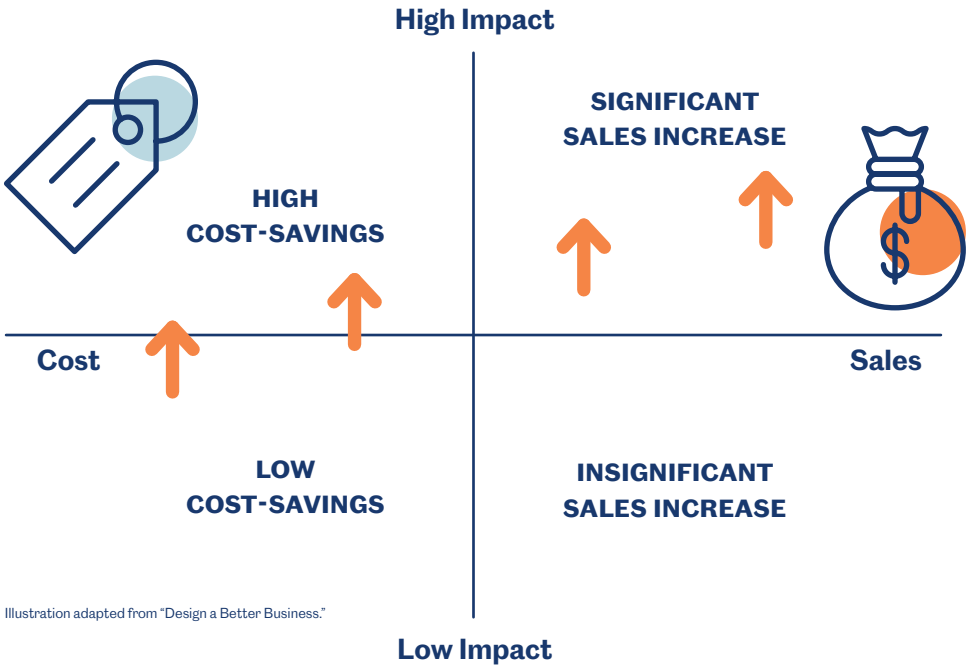 High Impact
SIGNIFICANT
SALES INCREASE
HIGH
COST-SAVINGS
$
Cost
Sales
LOW
COST-SAVINGS
INSIGNIFICANT
SALES INCREASE
Illustration adapted from “Design a Better Business.”
Low Impact